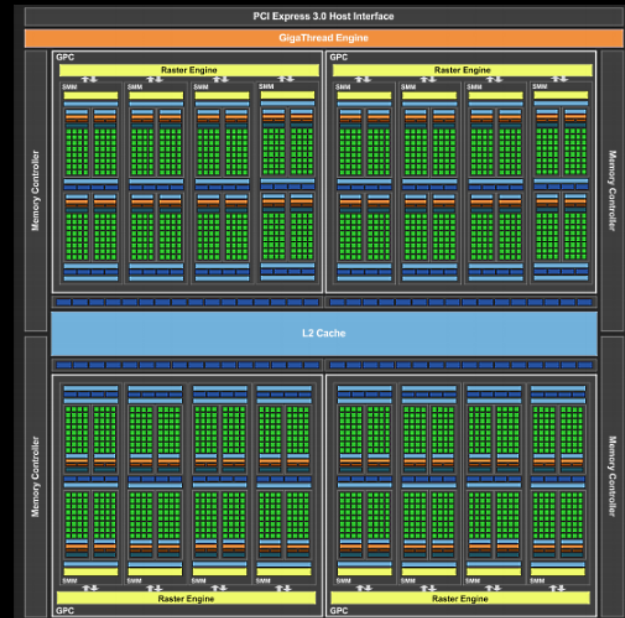 PCI Express 3.0 Host Interface
GigaThread Engine
GPC
GPC
Raster Engine
Raster Engine
SMM
SMM
SMM
SMM
SMM
SMM
SMM
SMM
Memory Controller
Memory Controller
L2 Cache
Memory Controller
Memory Controller
SMM
SMM
SMM
SMM
SMM
SMM
SMM
SMM
Raster Engine
Raster Engine
GPC
GPC